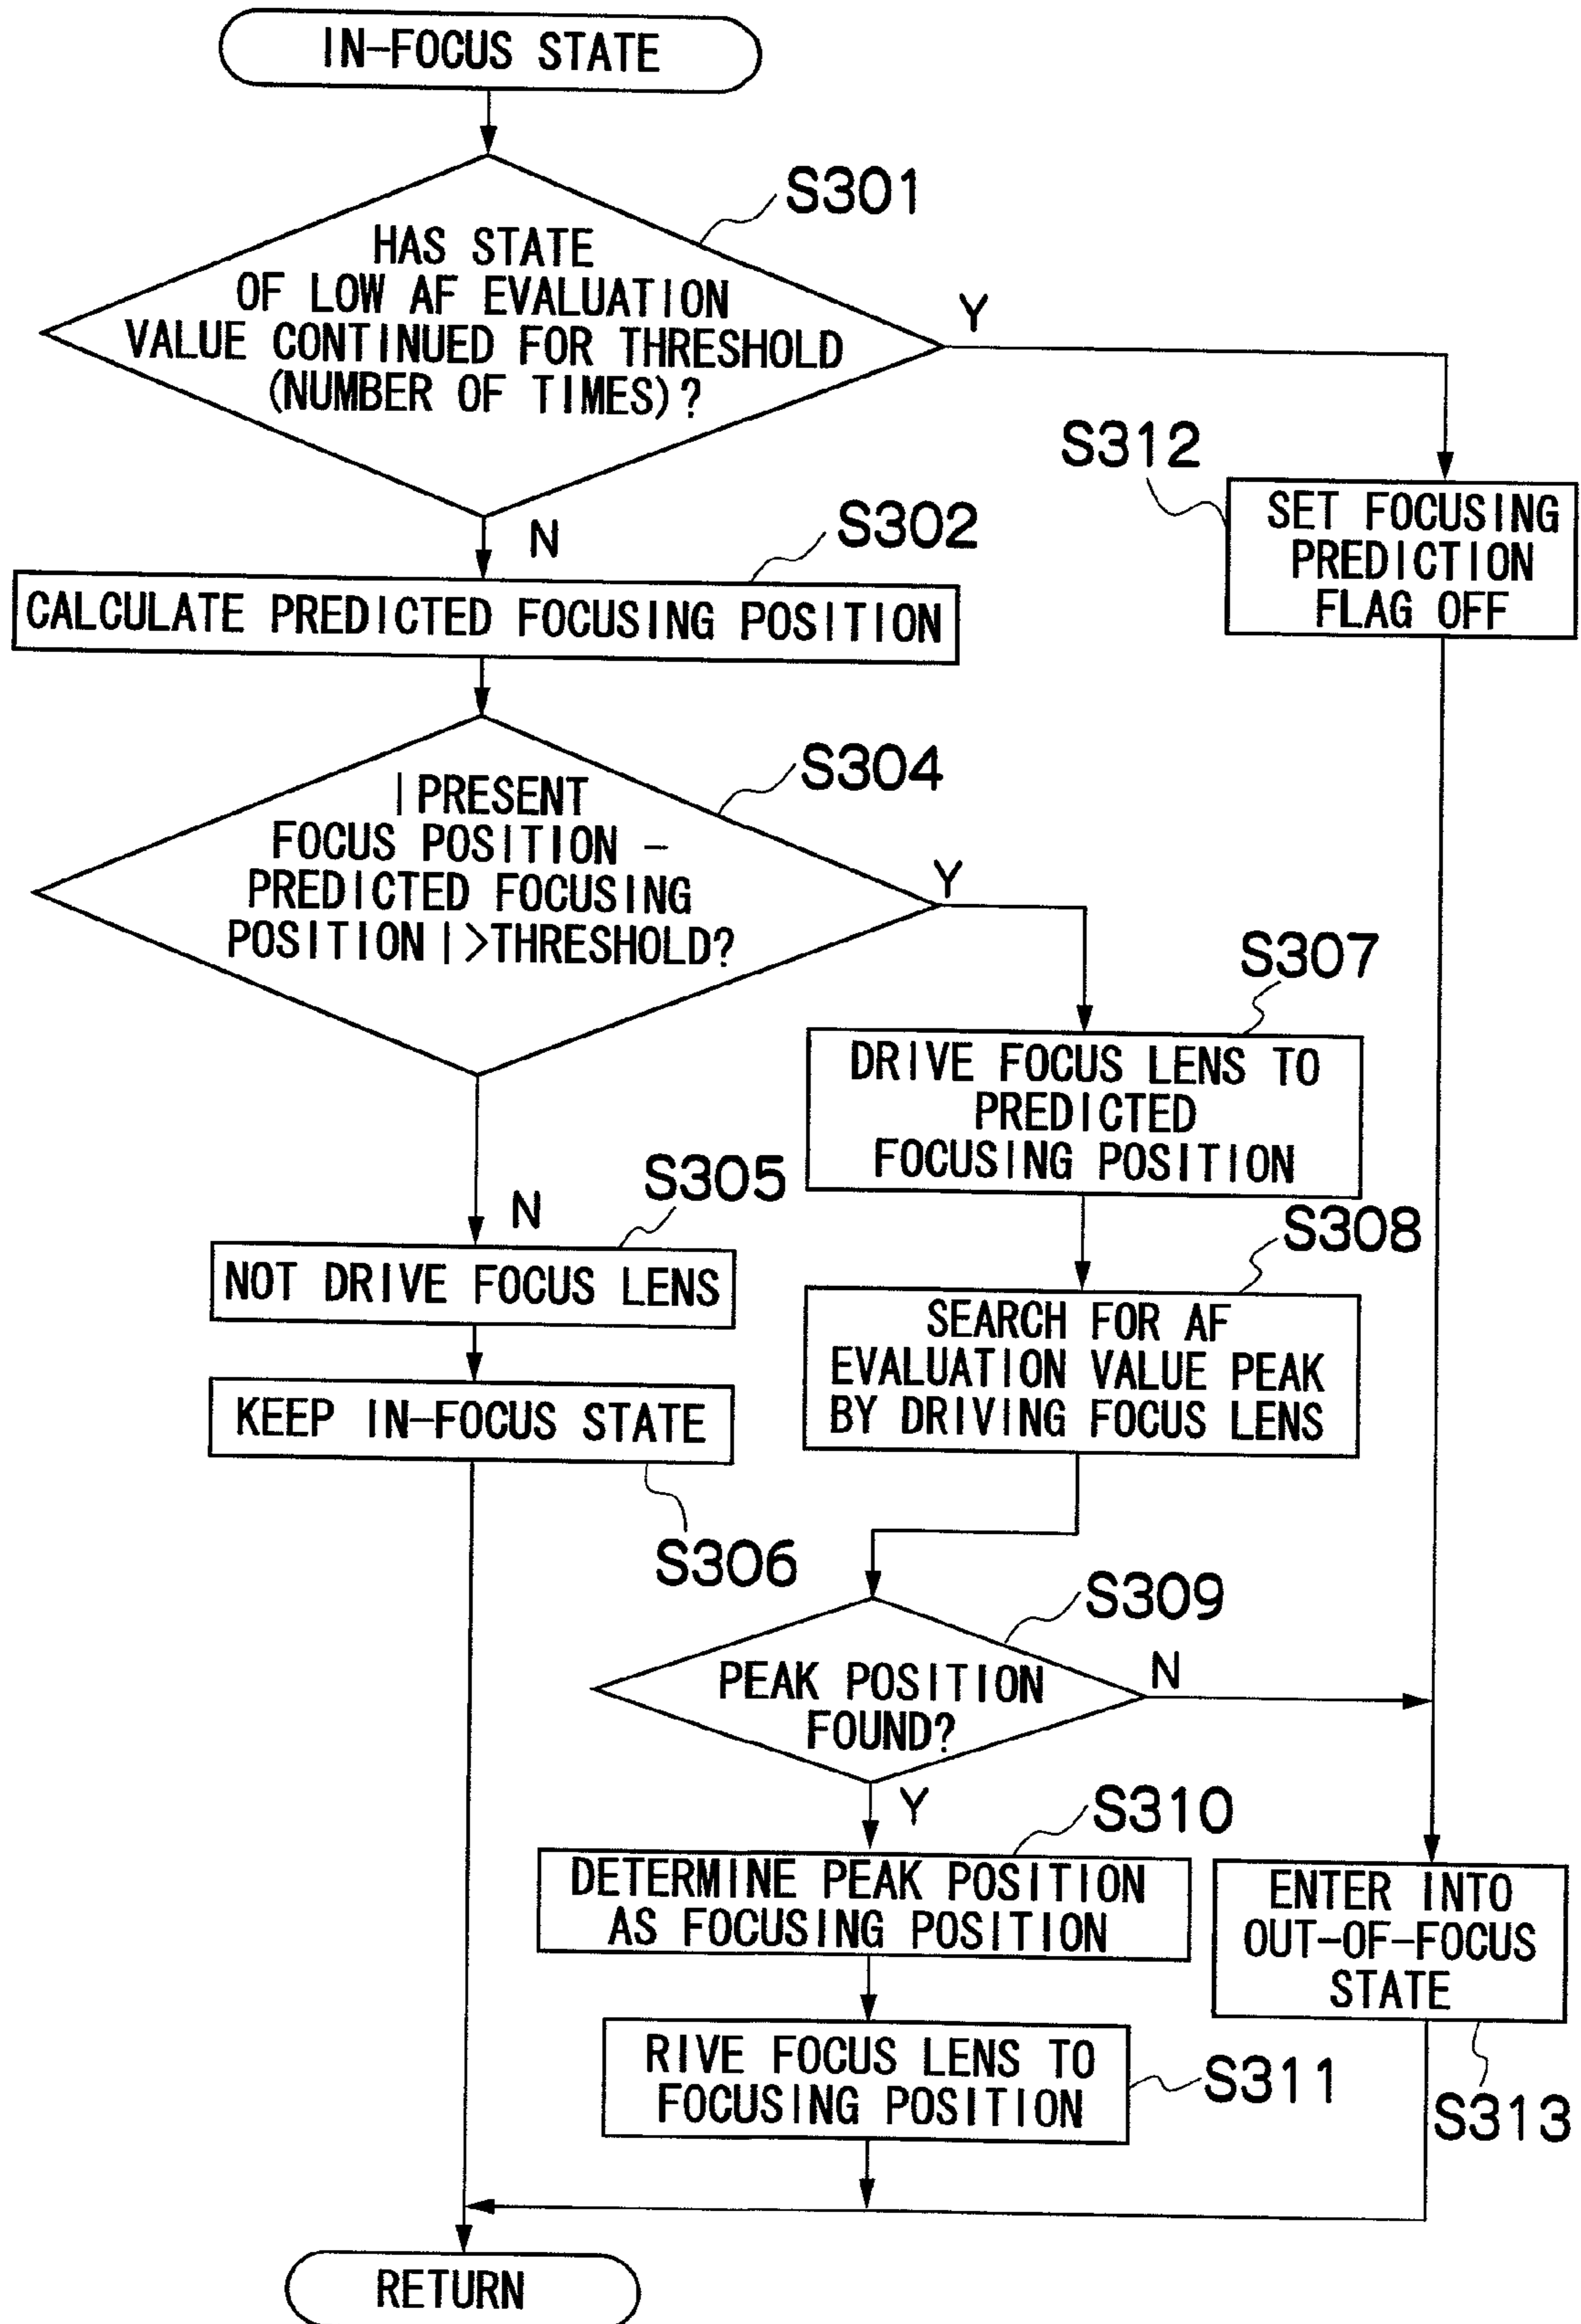 IN-FOCUS STATE
S301
HAS STATE
OF LOW AF EVALUATION
VALUE CONTINUED FOR THRESHOLD
(NUMBER OF TIMES)?
Y
N
S312
SET FOCUSING
PREDICTION
FLAG OFF
S302
CALCULATE PREDICTED FOCUSING POSITION
S304
|PRESENT
FOCUS POSITION -
PREDICTED FOCUSING
POSITION|>THRESHOLD?
Y
N
S307
DRIVE FOCUS LENS TO
PREDICTED
FOCUSING POSITION
S305
NOT DRIVE FOCUS LENS
S308
SEARCH FOR AF
EVALUATION VALUE PEAK
BY DRIVING FOCUS LENS
KEEP IN-FOCUS STATE
S306
S309
PEAK POSITION
FOUND?
N
Y
S310
DETERMINE PEAK POSITION
AS FOCUSING POSITION
ENTER INTO
OUT-OF-FOCUS
STATE
S313
RIVE FOCUS LENS TO
FOCUSING POSITION
S311
RETURN